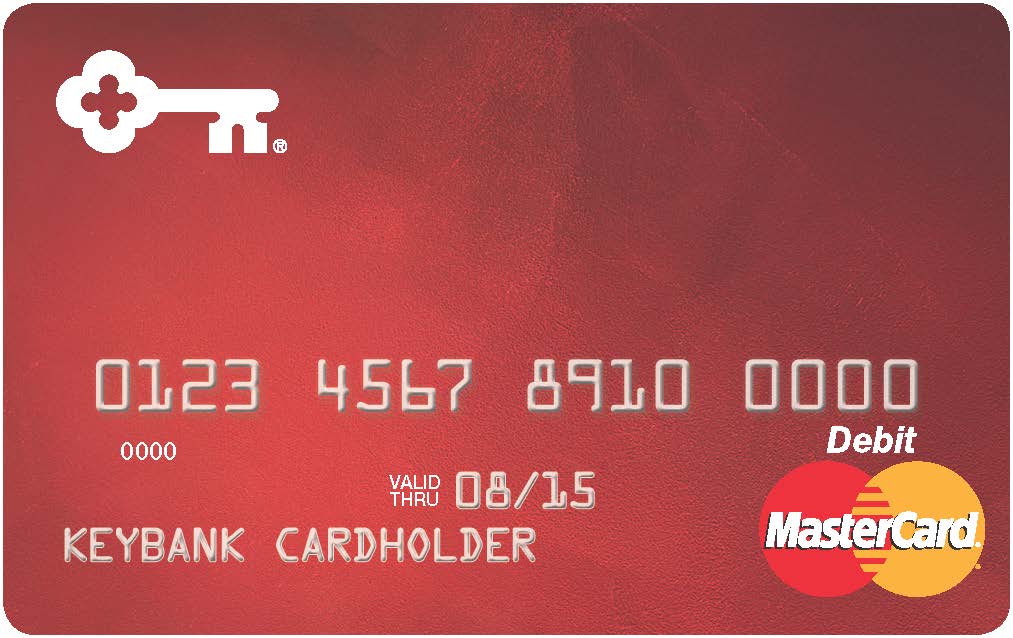 ®
0123 4567 8910 0000
Debit
0000
VALID
THRU 08/15
KEYBANK CARDHOLDER
MasterCard.